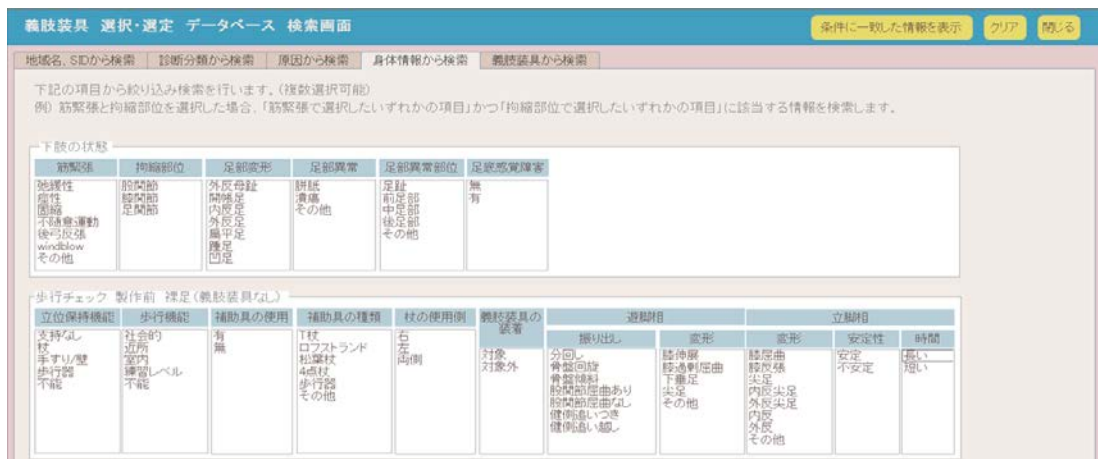 義肢装具 選択・選定 データベース 検索画面
条件に一致した情報を表示 クリア 閉じる
地域名、SIDから検索 診断分類から検索 原因から検索 身体情報から検索 義肢装具から検索
下記の項目から絞り込み検索を行います。(複数選択可能)
例) 筋緊張と拘縮部位を選択した場合、「筋緊張で選択したいずれかの項目」かつ「拘縮部位で選択したいずれかの項目」に該当する情報を検索します。
下肢の状態
筋緊張 拘縮部位 足部変形 足部異常 足部異常部位 足底感覚障害
弛緩性 股関節 外反母趾 胼胝 足趾 無
痙性 膝関節 開帳足 潰瘍 前足部 有
固縮 足関節 内反足 その他 中足部
不随意運動 外反足 後足部
後弓反張 扁平足 その他
windblow 踵足
その他 凹足
歩行チェック 製作前 裸足(義肢装具なし)
立位保持機能 歩行機能 補助具の使用 補助具の種類 杖の使用側 義肢装具の装着 遊脚相 立脚相
振り出し 変形 変形 安定性 時間
支持なし 社会的 有 T杖 右 対象 分回し 膝伸展 膝屈曲 安定 長い
杖 近所 無 ロフストランド 左 対象外 骨盤回旋 膝過剰屈曲 膝反張 不安定 短い
手すり/壁 室内 松葉杖 両側 骨盤傾斜 下垂足 尖足
歩行器 練習レベル 4点杖 股関節屈曲あり 尖足 内反尖足
不能 不能 歩行器 股関節屈曲なし その他 外反尖足
その他 健側追いつき 内反
健側追い越し 外反
その他